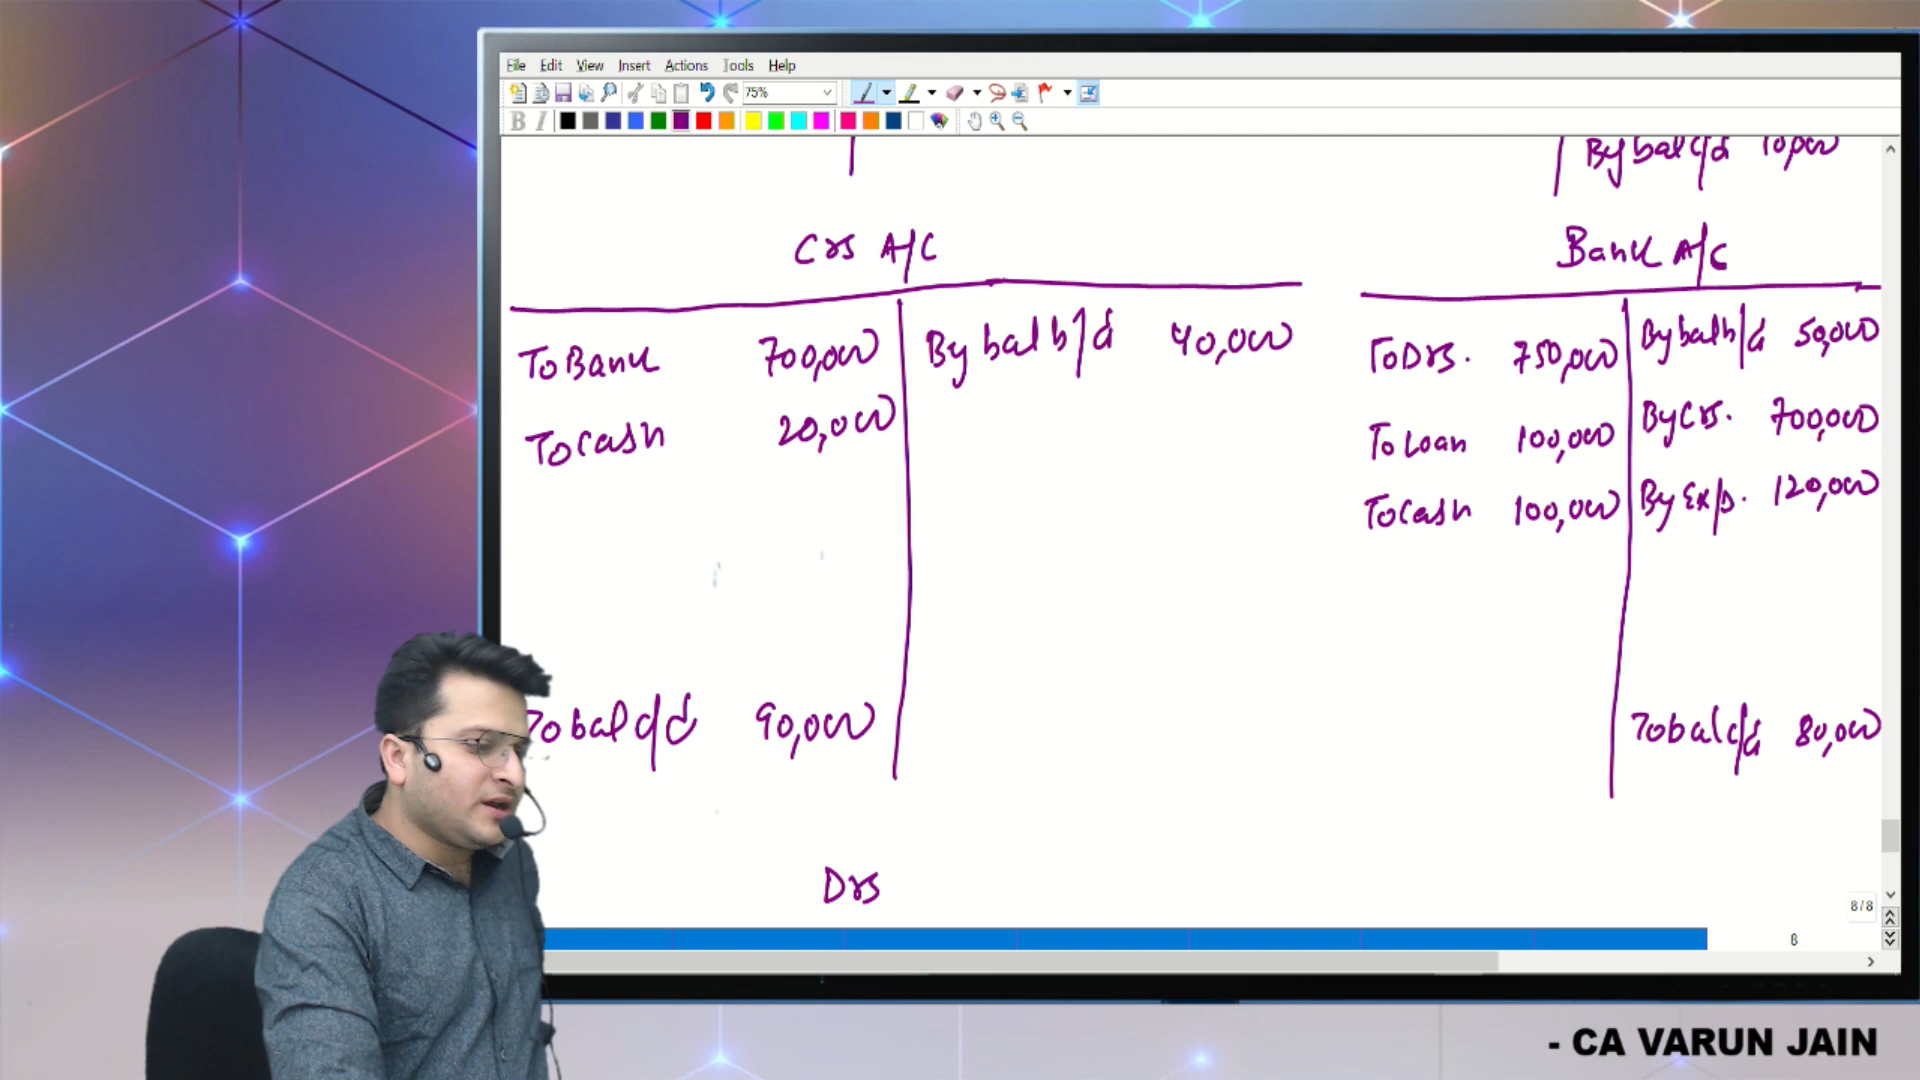 File Edit View Insert Actions Tools Help
75%
B I
By bal c/d 10,000
Crs A/C
To Bank 700,000 By bal b/d 40,000
To Cash 20,000
To bal c/d 90,000
Bank A/C
To Drs. 750,000 By bal b/d 50,000
To Loan 100,000 By Crs. 700,000
To Cash 100,000 By Exp. 120,000
To bal c/d 80,000
Drs
8/8
8
- CA VARUN JAIN